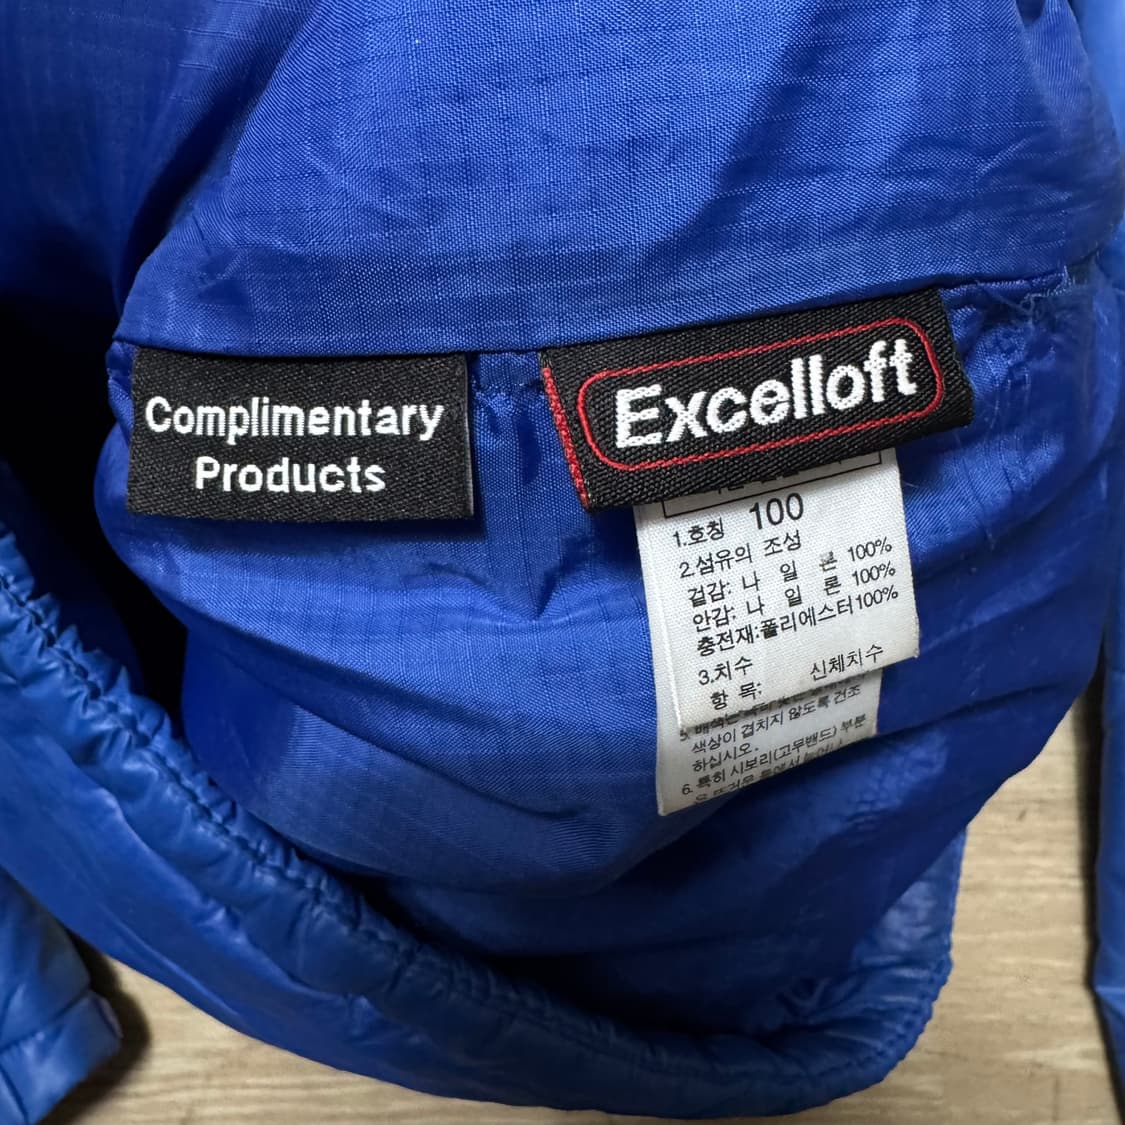 Complimentary
Products
Excelloft
1.호칭 100
2.섬유의 조성
겉감: 나 일 론 100%
안감: 나 일 론 100%
충전재:폴리에스터100%
3.치수
항 목: 신체치수
색상이 겹치지 않도록 건조
하십시오.
6. 특히 시보리(고무밴드) 부분